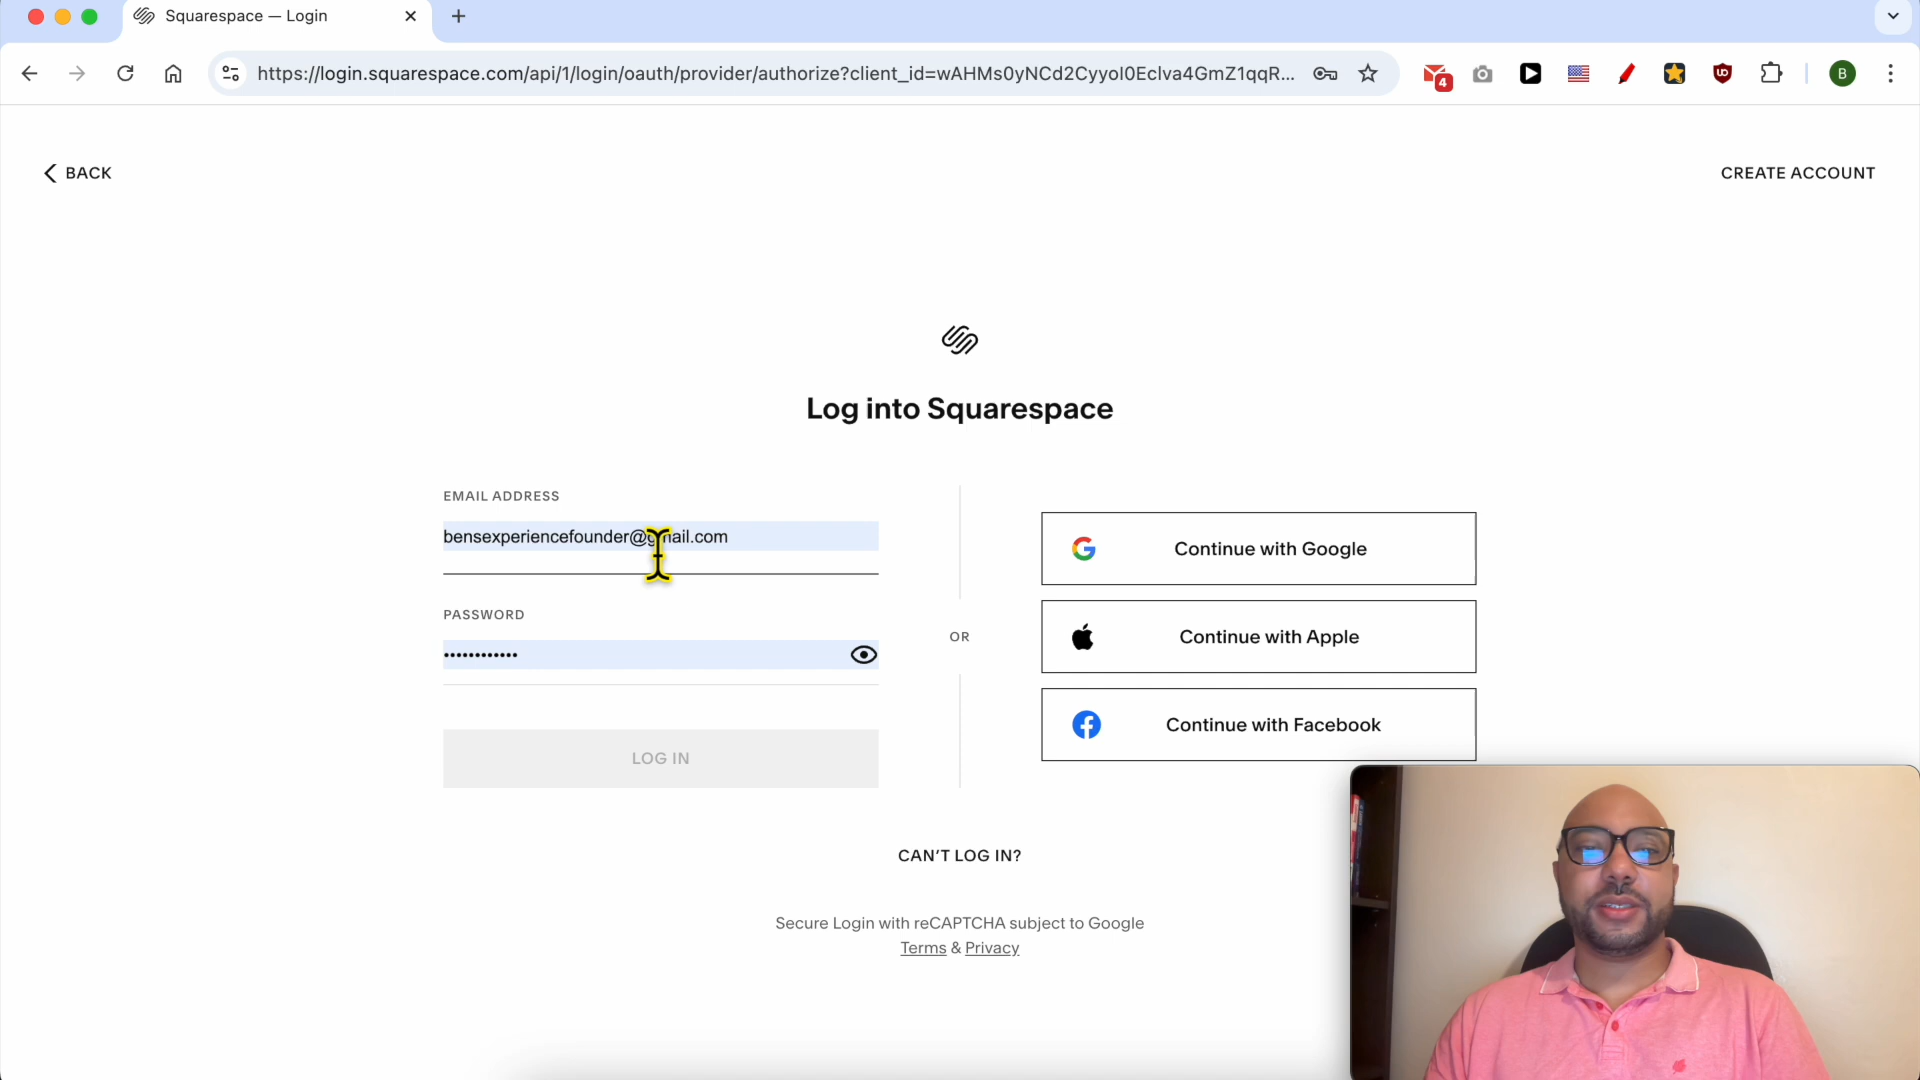 Squarespace — Login
https://login.squarespace.com/api/1/login/oauth/provider/authorize?client_id=wAHMs0yNCd2Cyyol0Eclva4GmZ1qqR...
4
B
BACK
CREATE ACCOUNT
Log into Squarespace
EMAIL ADDRESS
bensexperiencefounder@gmail.com
PASSWORD
LOG IN
OR
Continue with Google
Continue with Apple
Continue with Facebook
CAN'T LOG IN?
Secure Login with reCAPTCHA subject to Google
Terms & Privacy